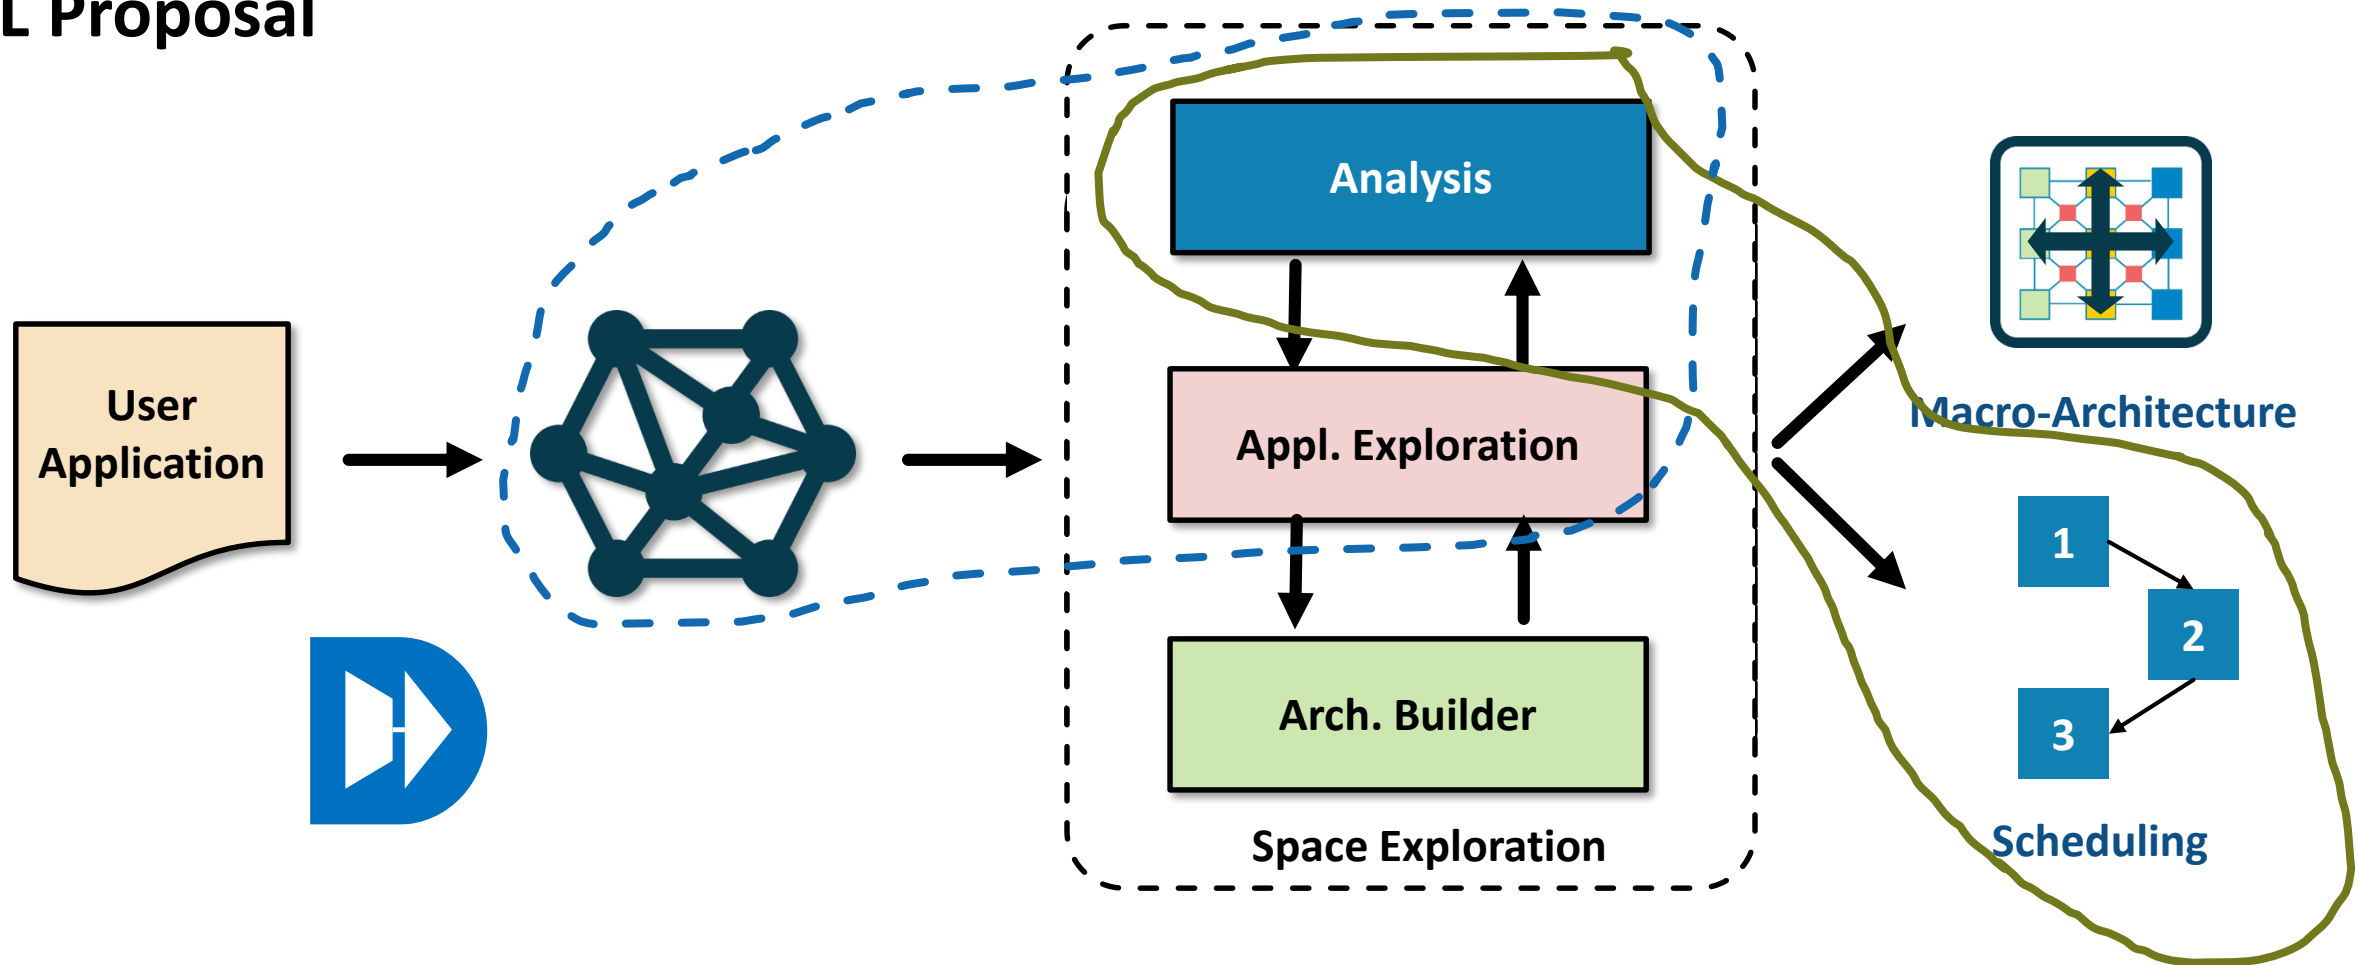 L Proposal
User
Application
Analysis
Appl. Exploration
Arch. Builder
Space Exploration
Macro-Architecture
1
2
3
Scheduling